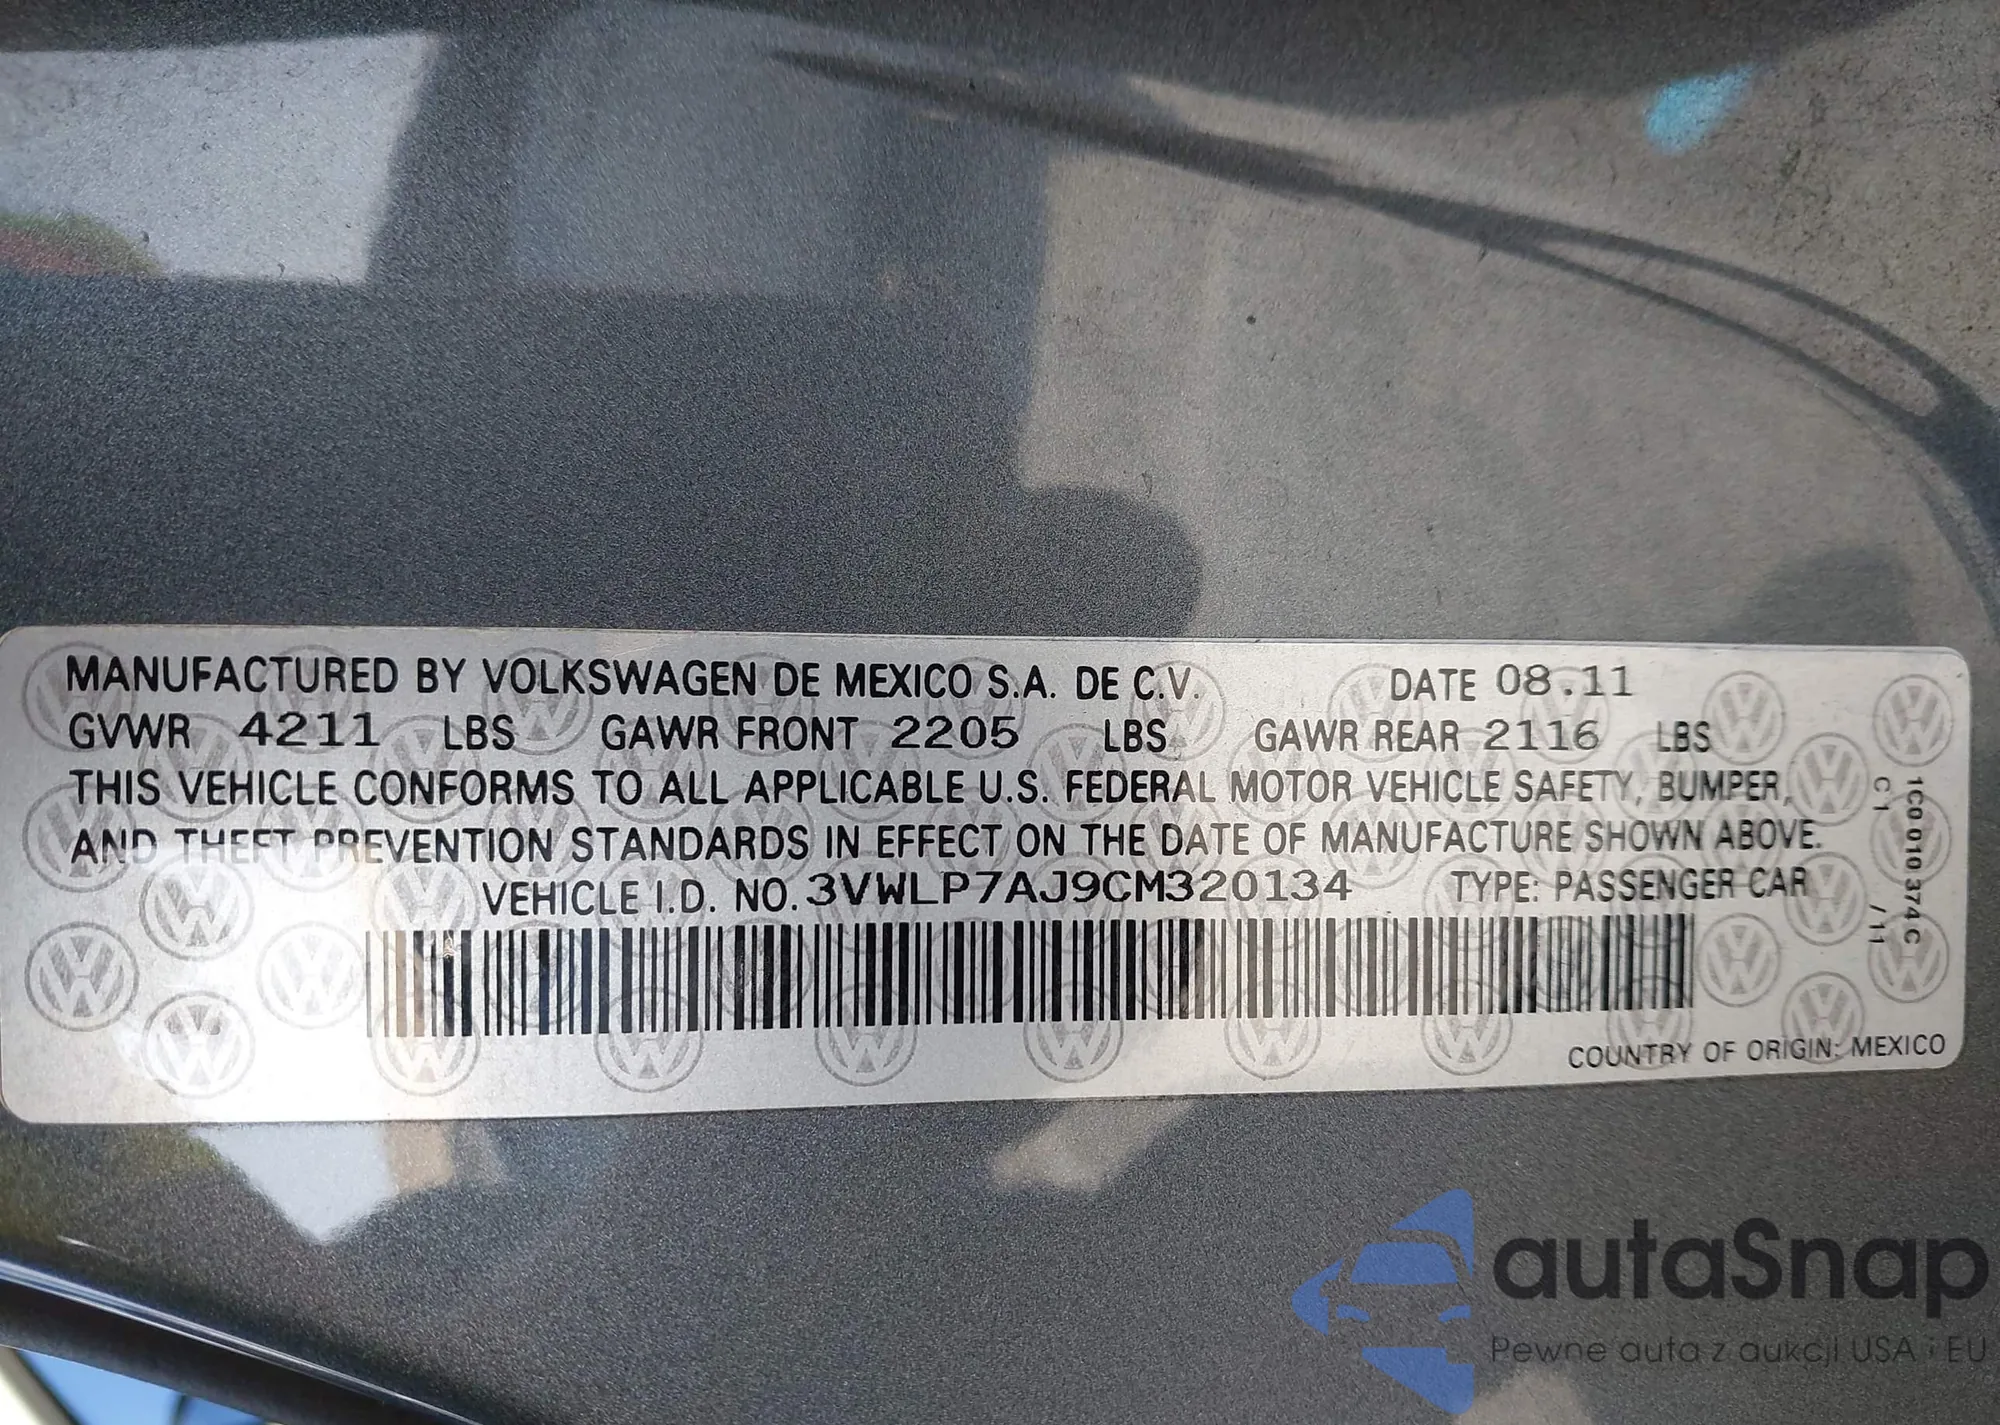 MANUFACTURED BY VOLKSWAGEN DE MEXICO S.A. DE C.V. DATE 08.11
GVWR 4211 LBS GAWR FRONT 2205 LBS GAWR REAR 2116 LBS
THIS VEHICLE CONFORMS TO ALL APPLICABLE U.S. FEDERAL MOTOR VEHICLE SAFETY, BUMPER,
AND THEFT PREVENTION STANDARDS IN EFFECT ON THE DATE OF MANUFACTURE SHOWN ABOVE.
VEHICLE I.D. NO. 3VWLP7AJ9CM320134 TYPE: PASSENGER CAR
COUNTRY OF ORIGIN: MEXICO
1C0 010 374 C
C1 /11
autaSnap
Pewne auta z aukcji USA i EU